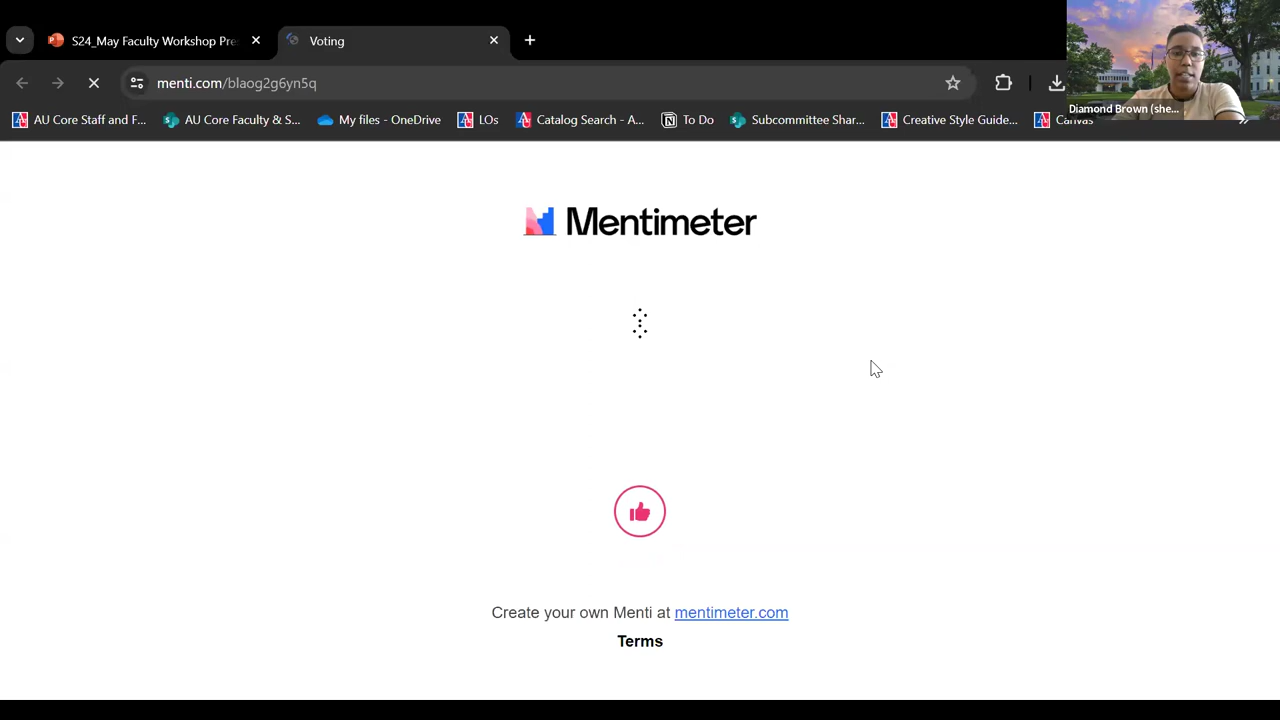 S24_May Faculty Workshop Pre
Voting
menti.com/blaog2g6yn5q
AU Core Staff and F...
AU Core Faculty & S...
My files - OneDrive
LOs
Catalog Search - A...
To Do
Subcommittee Shar...
Creative Style Guide...
Canvas
Diamond Brown (she...
Mentimeter
Create your own Menti at mentimeter.com
Terms